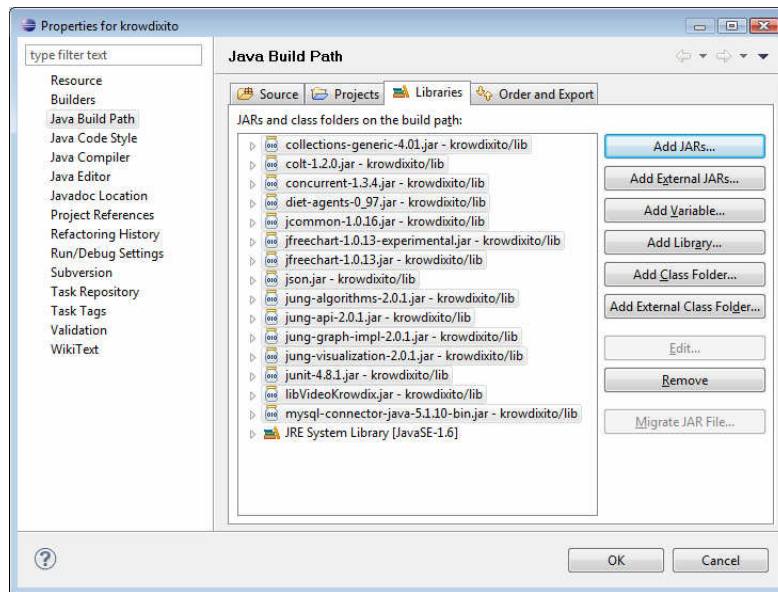 Properties for krowdixito
type filter text
Resource
Builders
Java Build Path
Java Code Style
Java Compiler
Java Editor
Javadoc Location
Project References
Refactoring History
Run/Debug Settings
Subversion
Task Repository
Task Tags
Validation
WikiText
Java Build Path
Source Projects Libraries Order and Export
JARs and class folders on the build path:
collections-generic-4.01.jar - krowdixito/lib
colt-1.2.0.jar - krowdixito/lib
concurrent-1.3.4.jar - krowdixito/lib
diet-agents-0_97.jar - krowdixito/lib
jcommon-1.0.16.jar - krowdixito/lib
jfreechart-1.0.13-experimental.jar - krowdixito/lib
jfreechart-1.0.13.jar - krowdixito/lib
json.jar - krowdixito/lib
jung-algorithms-2.0.1.jar - krowdixito/lib
jung-api-2.0.1.jar - krowdixito/lib
jung-graph-impl-2.0.1.jar - krowdixito/lib
jung-visualization-2.0.1.jar - krowdixito/lib
junit-4.8.1.jar - krowdixito/lib
libVideoKrowdix.jar - krowdixito/lib
mysql-connector-java-5.1.10-bin.jar - krowdixito/lib
JRE System Library [JavaSE-1.6]
Add JARs...
Add External JARs...
Add Variable...
Add Library...
Add Class Folder...
Add External Class Folder...
Edit...
Remove
Migrate JAR File...
OK Cancel